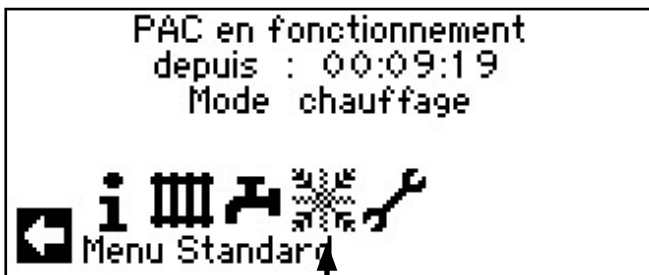 PAC en fonctionnement
depuis : 00:09:19
Mode chauffage
Menu Standard